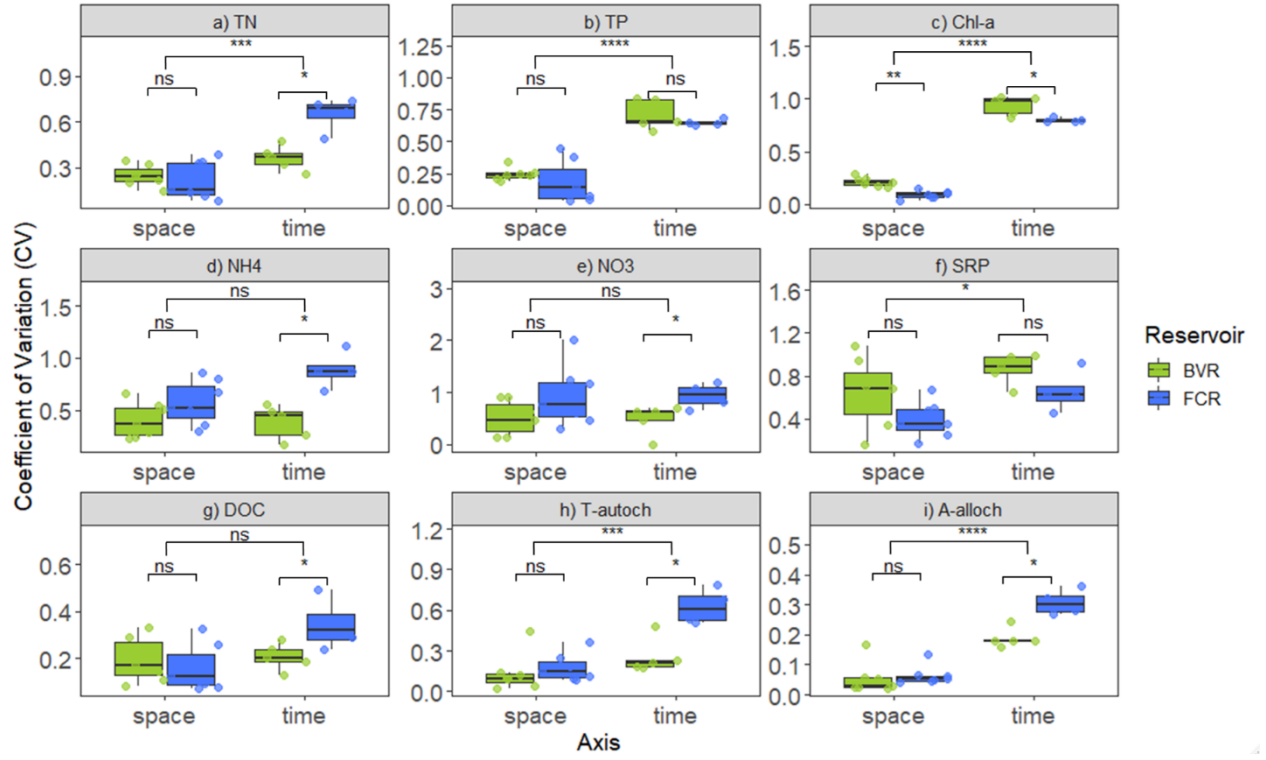 a) TN
b) TP
c) Chl-a
***
ns
*
0.9
0.6
0.3
space
time
****
ns
ns
1.25
1.00
0.75
0.50
0.25
0.00
space
time
****
**
*
1.5
1.0
0.5
0.0
space
time
Coefficient of Variation (CV)
d) NH4
e) NO3
f) SRP
ns
ns
*
1.5
1.0
0.5
space
time
ns
ns
*
3
2
1
0
space
time
*
ns
ns
1.6
1.2
0.8
0.4
space
time
Reservoir
BVR
FCR
g) DOC
h) T-autoch
i) A-alloch
ns
ns
*
0.6
0.4
0.2
space
time
***
ns
*
1.2
0.9
0.6
0.3
0.0
space
time
****
ns
*
0.5
0.4
0.3
0.2
0.1
0.0
space
time
Axis